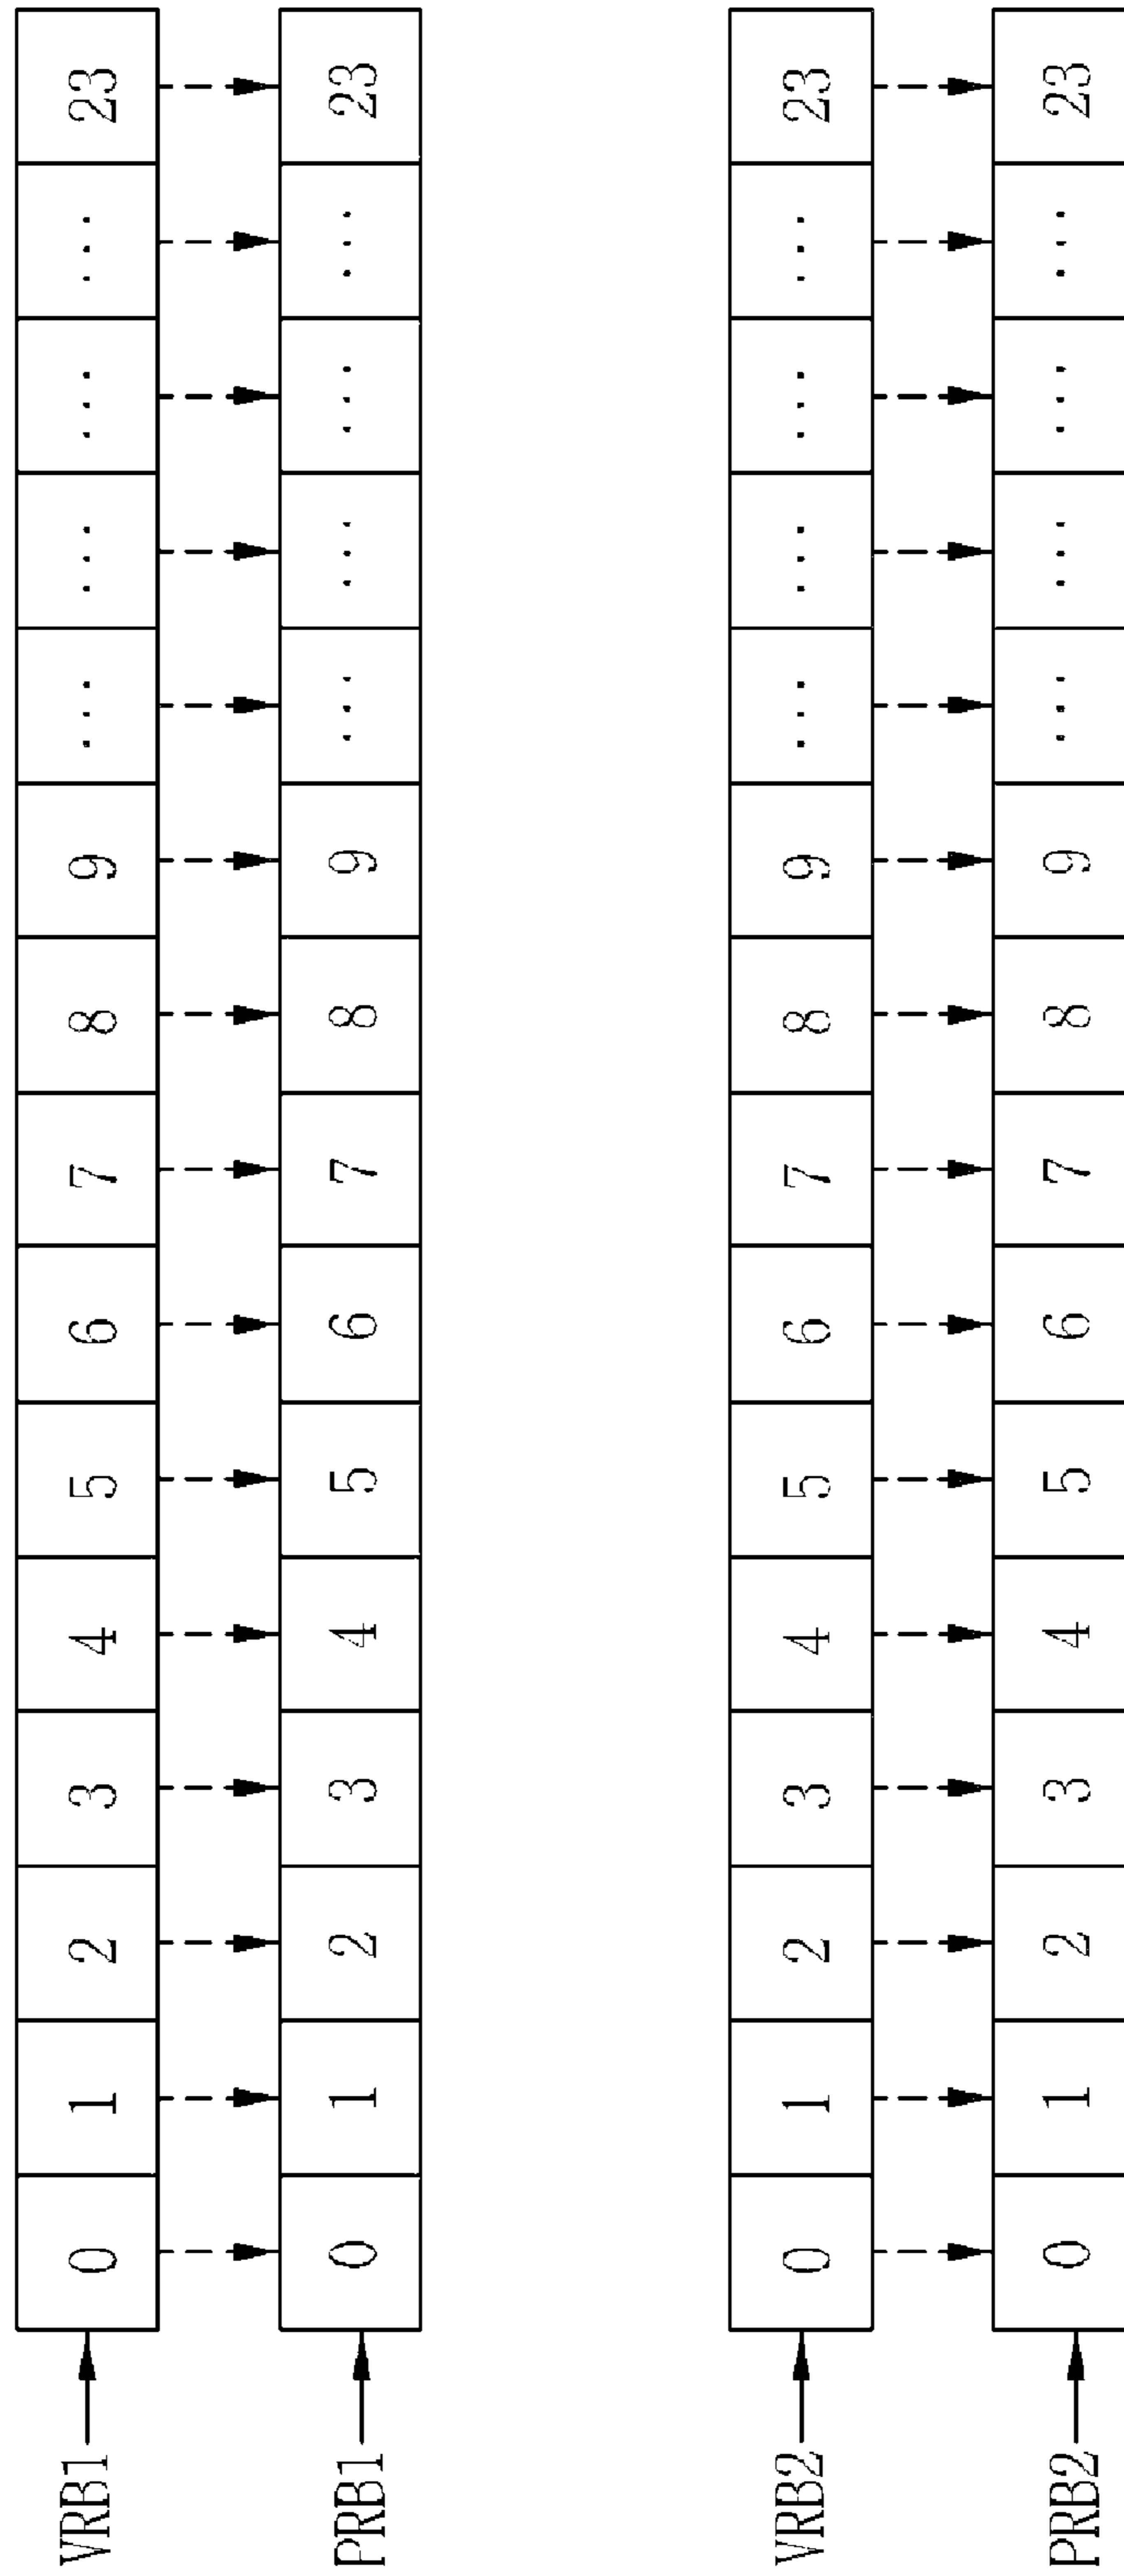 VRB1 0 1 2 3 4 5 6 7 8 9 ... ... ... ... 23
PRB1 0 1 2 3 4 5 6 7 8 9 ... ... ... ... 23
VRB2 0 1 2 3 4 5 6 7 8 9 ... ... ... ... 23
PRB2 0 1 2 3 4 5 6 7 8 9 ... ... ... ... 23